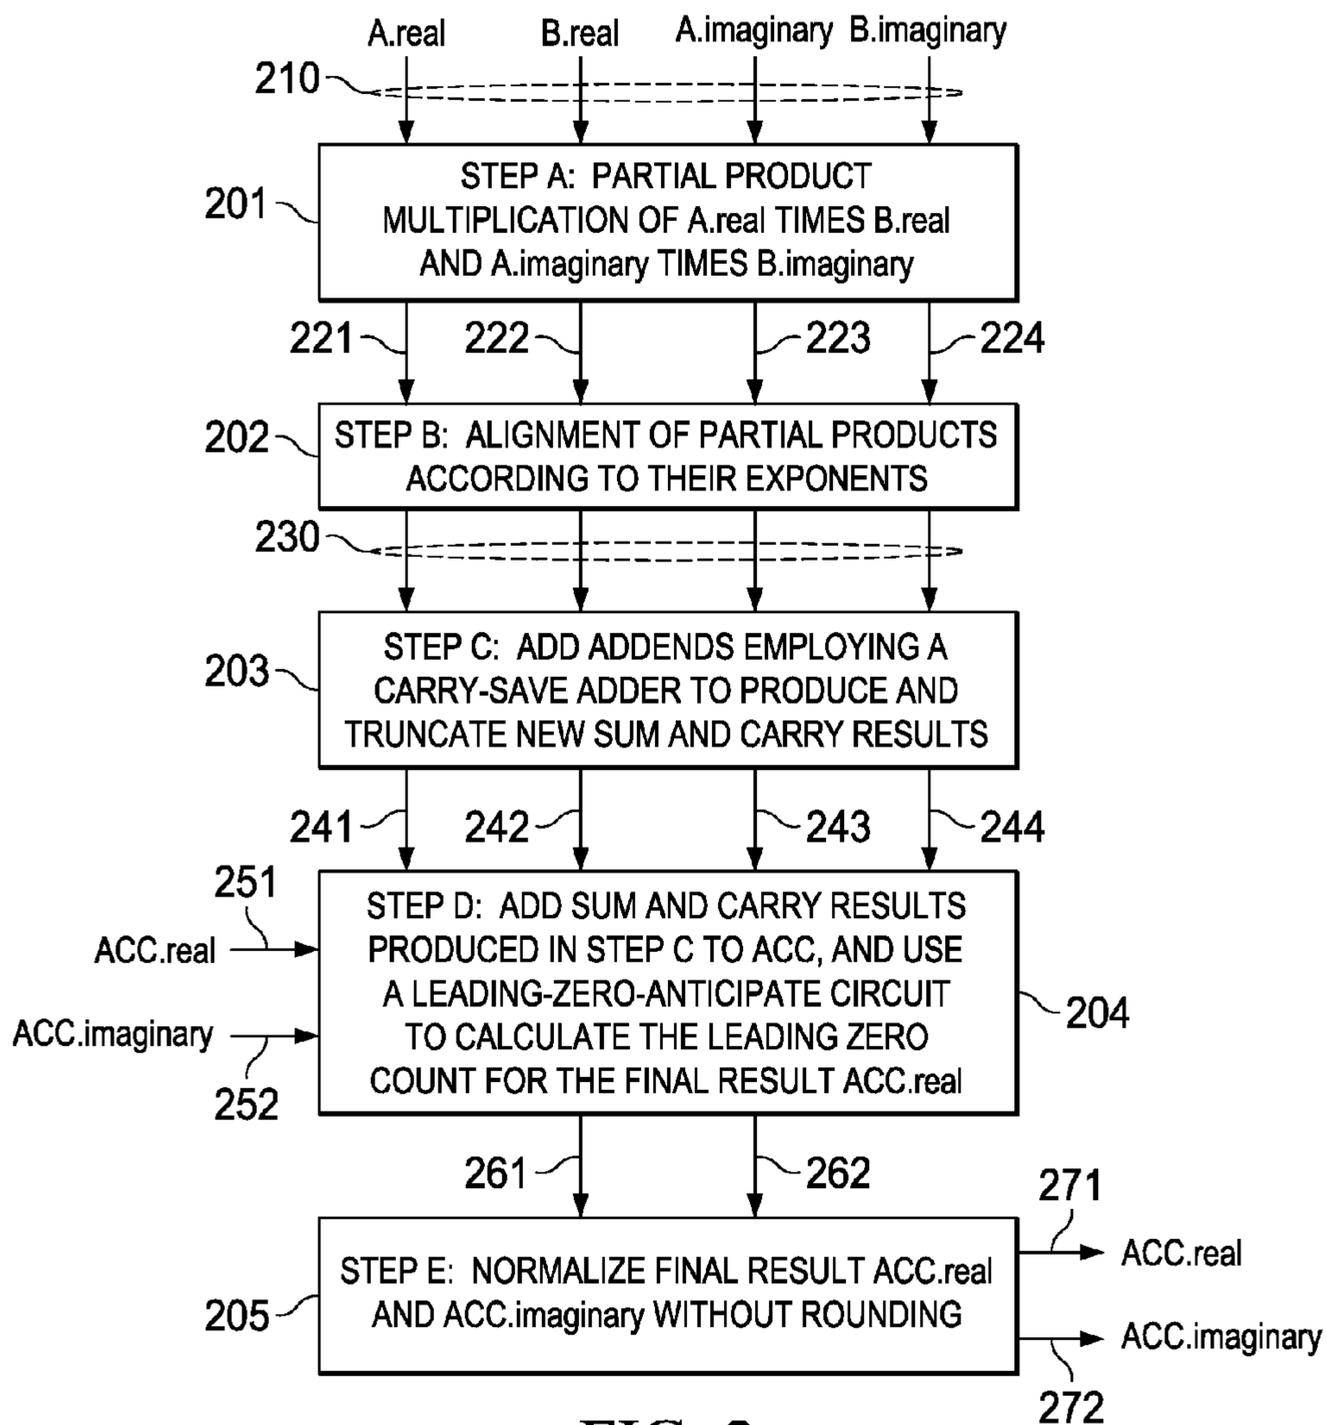 A.real B.real A.imaginary B.imaginary
210
STEP A: PARTIAL PRODUCT
MULTIPLICATION OF A.real TIMES B.real
AND A.imaginary TIMES B.imaginary
201
221 222 223 224
STEP B: ALIGNMENT OF PARTIAL PRODUCTS
ACCORDING TO THEIR EXPONENTS
202
230
STEP C: ADD ADDENDS EMPLOYING A
CARRY-SAVE ADDER TO PRODUCE AND
TRUNCATE NEW SUM AND CARRY RESULTS
203
241 242 243 244
251
ACC.real
ACC.imaginary
252
STEP D: ADD SUM AND CARRY RESULTS
PRODUCED IN STEP C TO ACC, AND USE
A LEADING-ZERO-ANTICIPATE CIRCUIT
TO CALCULATE THE LEADING ZERO
COUNT FOR THE FINAL RESULT ACC.real
204
261 262
STEP E: NORMALIZE FINAL RESULT ACC.real
AND ACC.imaginary WITHOUT ROUNDING
205
271
ACC.real
ACC.imaginary
272